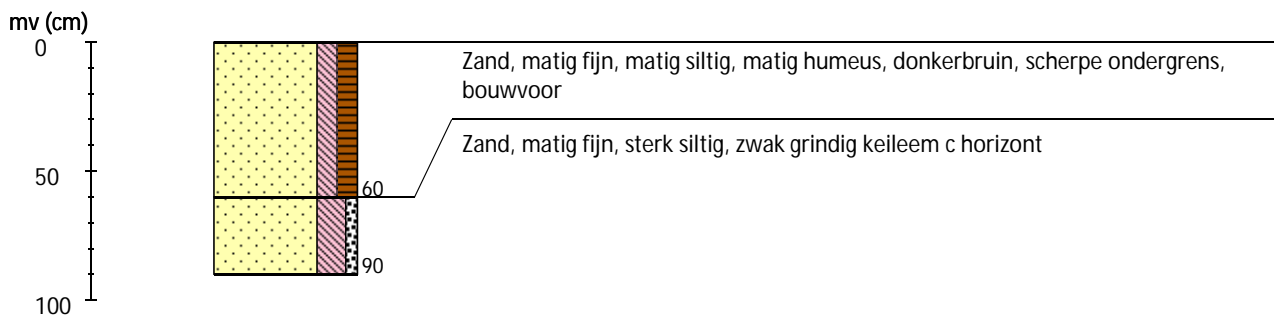 mv (cm)
0
Zand, matig fijn, matig siltig, matig humeus, donkerbruin, scherpe ondergrens,
bouwvoor
Zand, matig fijn, sterk siltig, zwak grindig keileem c horizont
50
60
90
100